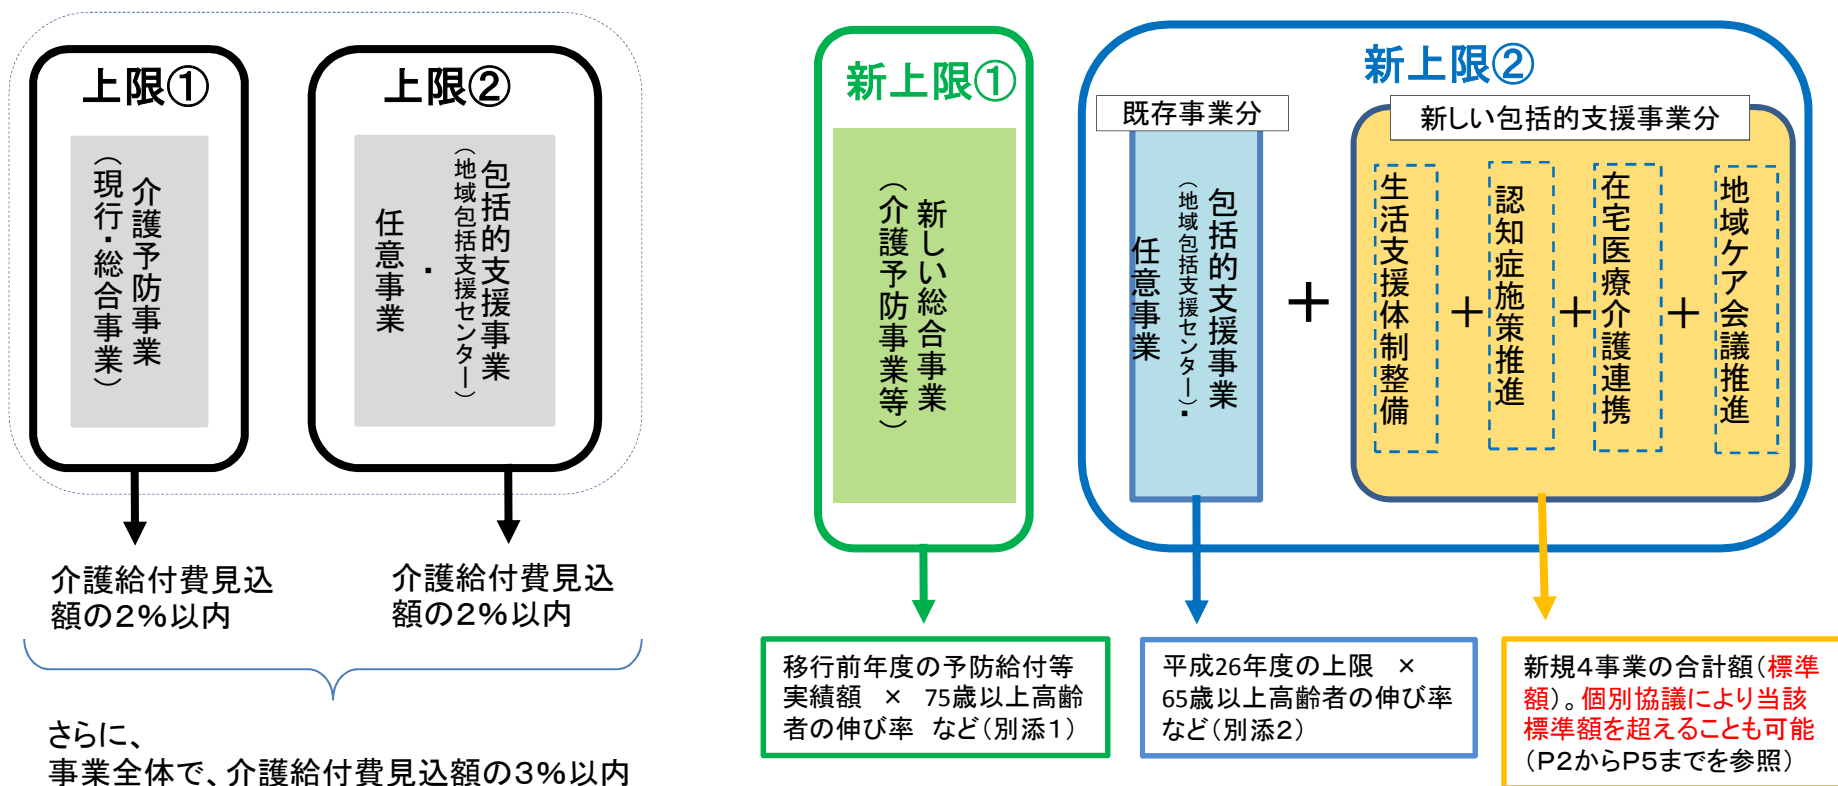 上限①
介護予防事業
（現行・総合事業）
上限②
包括的支援事業
（地域包括支援センター）
・
任意事業
介護給付費見込
額の２％以内
介護給付費見込
額の２％以内
さらに、
事業全体で、介護給付費見込額の３％以内
新上限①
新しい総合事業
（介護予防事業等）
新上限②
既存事業分
包括的支援事業
（地域包括支援センター）・
任意事業
＋
新しい包括的支援事業分
生活支援体制整備
＋
認知症施策推進
＋
在宅医療介護連携
＋
地域ケア会議推進
移行前年度の予防給付等
実績額　×　75歳以上高齢
者の伸び率　など（別添１）
平成26年度の上限　×
65歳以上高齢者の伸び率
など（別添２）
新規４事業の合計額（標準
額）。個別協議により当該
標準額を超えることも可能
（Ｐ２からＰ５までを参照）